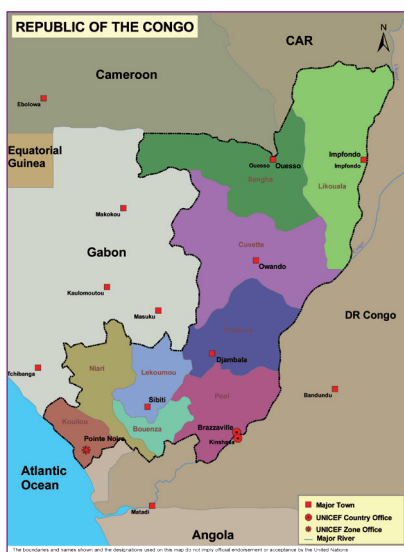 REPUBLIC OF THE CONGO
CAR
N
Cameroon
Ebolowa
Equatorial
Guinea
Ouesso
Ouesso
Impfondo
Impfondo
Sangha
Likouala
Makokou
Cuvette
Gabon
Owando
Kaulomoutou
Masuku
DR Congo
Djambala
Tchibanga
Niari
Lekoumou
Pool
Bandundu
Sibiti
Kouilou
Bouenza
Brazzaville
Kinshasa
Pointe Noire
Atlantic
Ocean
Matadi
Angola
Major Town
UNICEF Country Office
UNICEF Zone Office
Major River
The boundaries and names shown and the designations used on this map do not imply official endorsement or acceptance by the United Nations